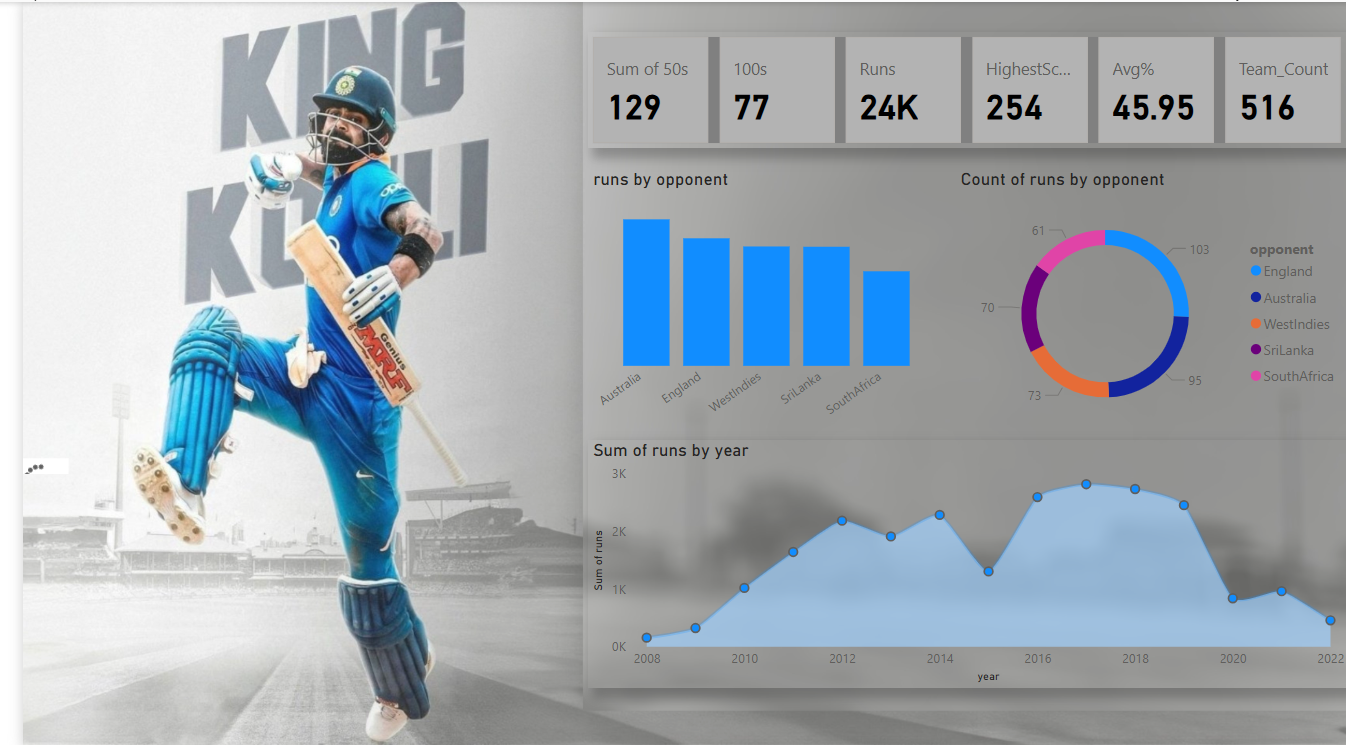 KING
KOHLI
Genius
MRF
Sum of 50s
129
100s
77
Runs
24K
HighestSc...
254
Avg%
45.95
Team_Count
516
runs by opponent
Australia
England
WestIndies
SriLanka
SouthAfrica
Count of runs by opponent
61
103
70
73
95
opponent
England
Australia
WestIndies
SriLanka
SouthAfrica
Sum of runs by year
Sum of runs
3K
2K
1K
0K
2008 2010 2012 2014 2016 2018 2020 2022
year